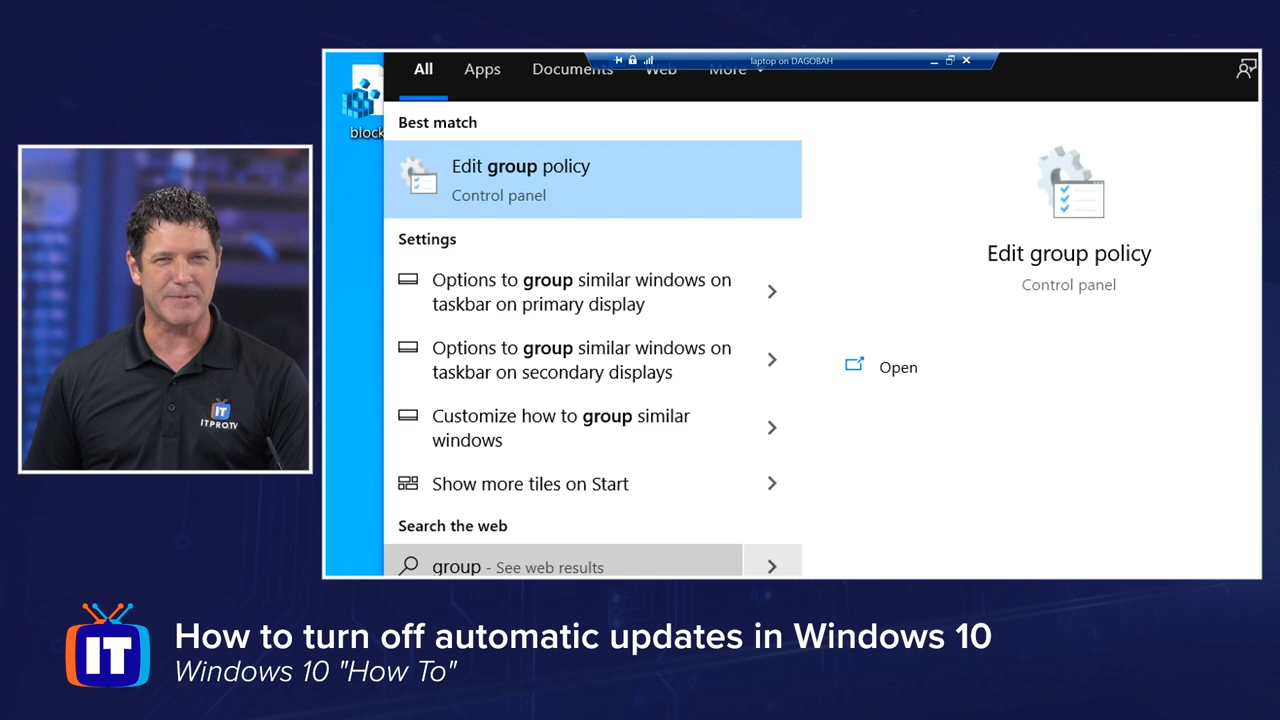 All Apps Documents Web More
laptop on DAGOBAH
block
Best match
Edit group policy
Control panel
Settings
Options to group similar windows on
taskbar on primary display
Options to group similar windows on
taskbar on secondary displays
Customize how to group similar
windows
Show more tiles on Start
Search the web
group - See web results
Edit group policy
Control panel
Open
IT
ITPRO.TV
IT
How to turn off automatic updates in Windows 10
Windows 10 "How To"